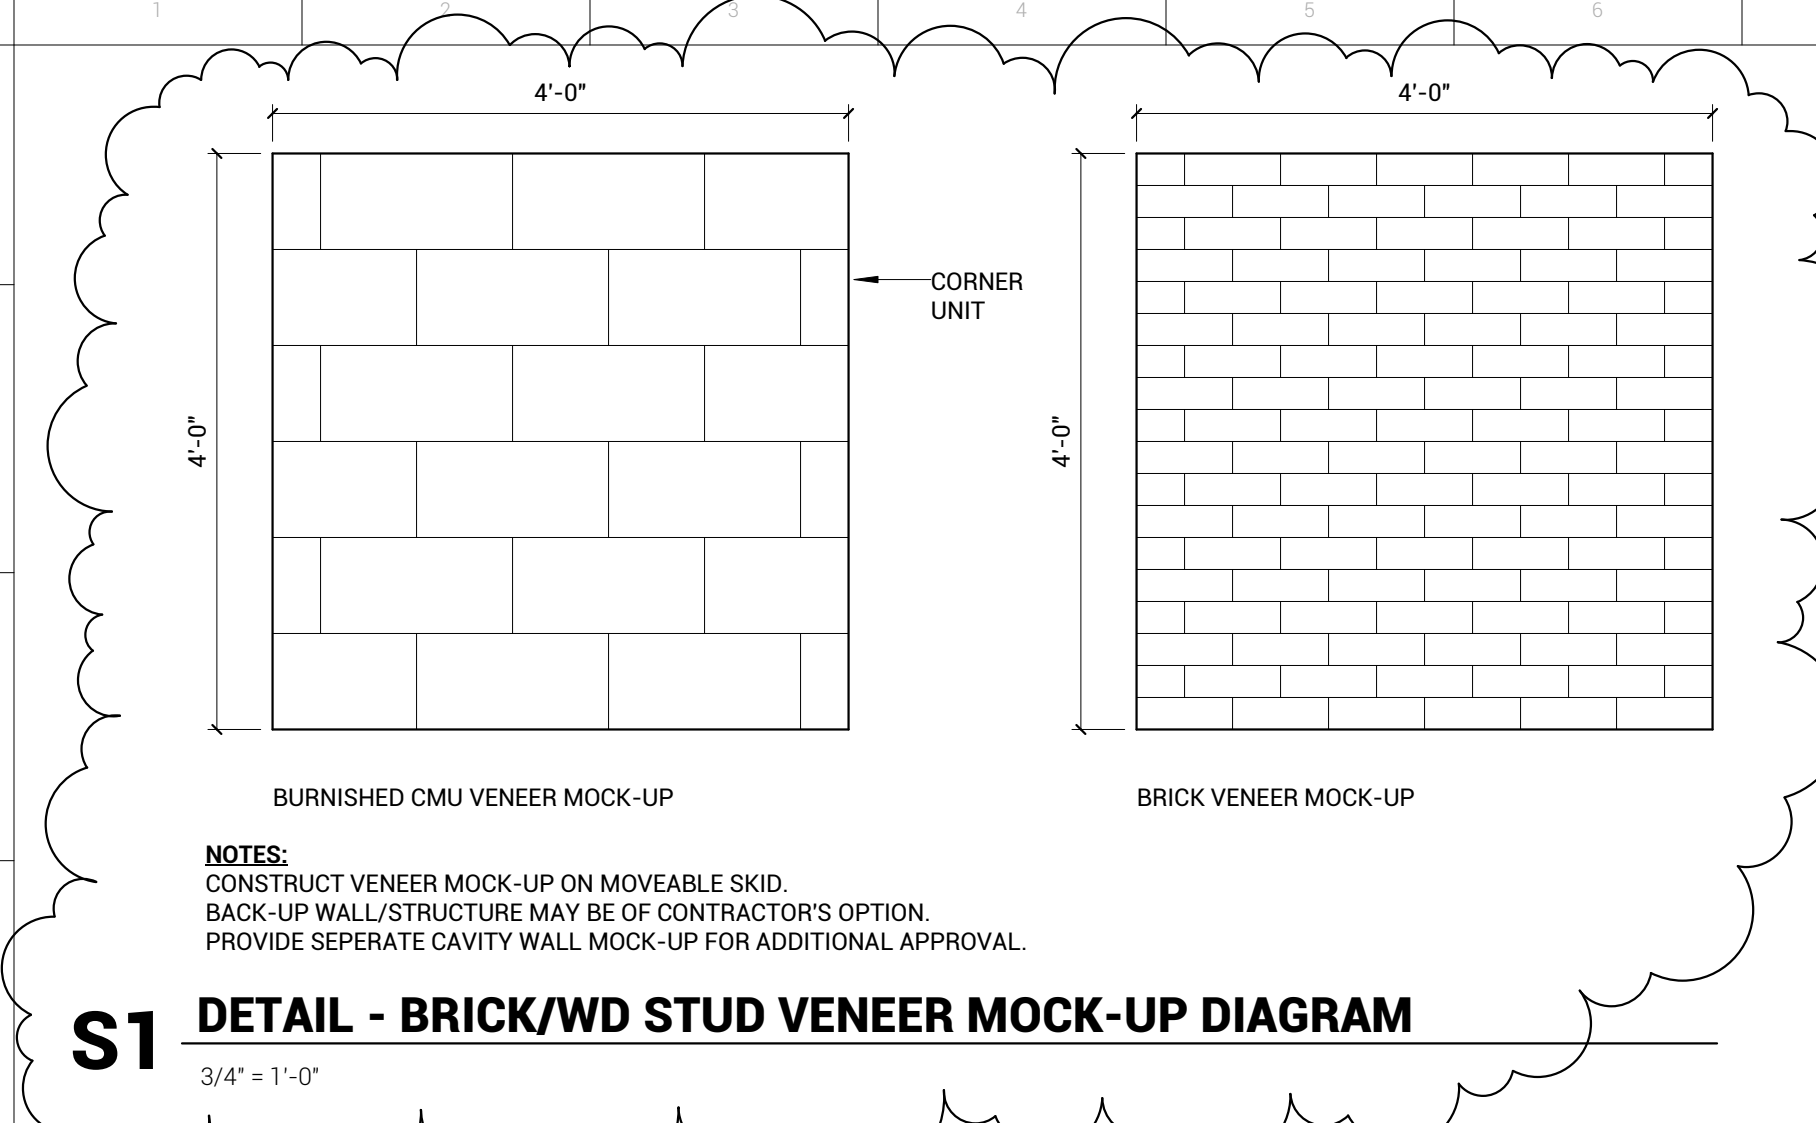 1 2 3 4 5 6
4'-0" 4'-0"
4'-0"
4'-0"
CORNER
UNIT
BURNISHED CMU VENEER MOCK-UP
BRICK VENEER MOCK-UP
NOTES:
CONSTRUCT VENEER MOCK-UP ON MOVEABLE SKID.
BACK-UP WALL/STRUCTURE MAY BE OF CONTRACTOR'S OPTION.
PROVIDE SEPERATE CAVITY WALL MOCK-UP FOR ADDITIONAL APPROVAL.
S1 DETAIL - BRICK/WD STUD VENEER MOCK-UP DIAGRAM
3/4" = 1'-0"